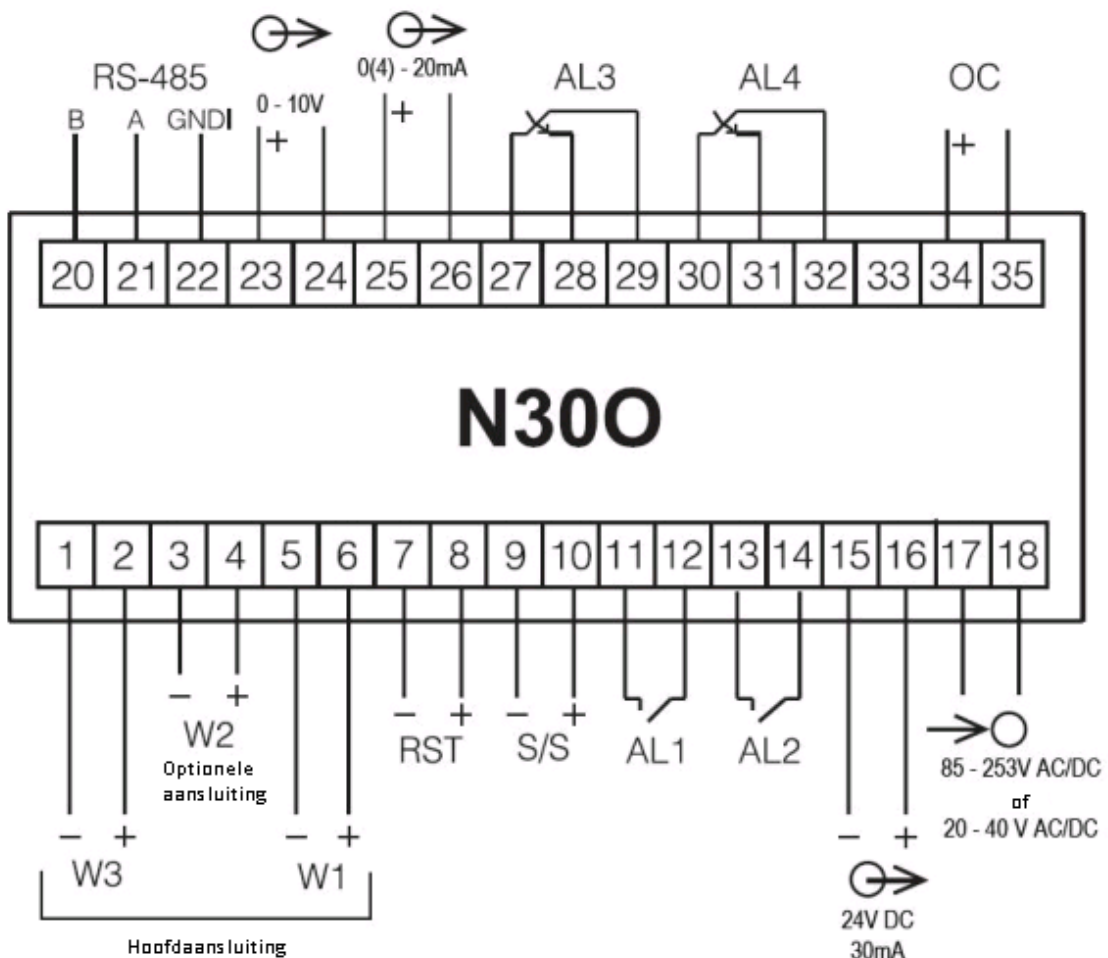 RS-485
B A GND
0 - 10V
+
0(4) - 20mA
+
AL3
AL4
OC
+
20 21 22 23 24 25 26 27 28 29 30 31 32 33 34 35
N30O
1 2 3 4 5 6 7 8 9 10 11 12 13 14 15 16 17 18
− +
W2
Optionele
aansluiting
− +
RST
− +
S/S
AL1
AL2
85 - 253V AC/DC
of
20 - 40 V AC/DC
− +
W3
− +
W1
Hoofdaansluiting
− +
24V DC
30mA